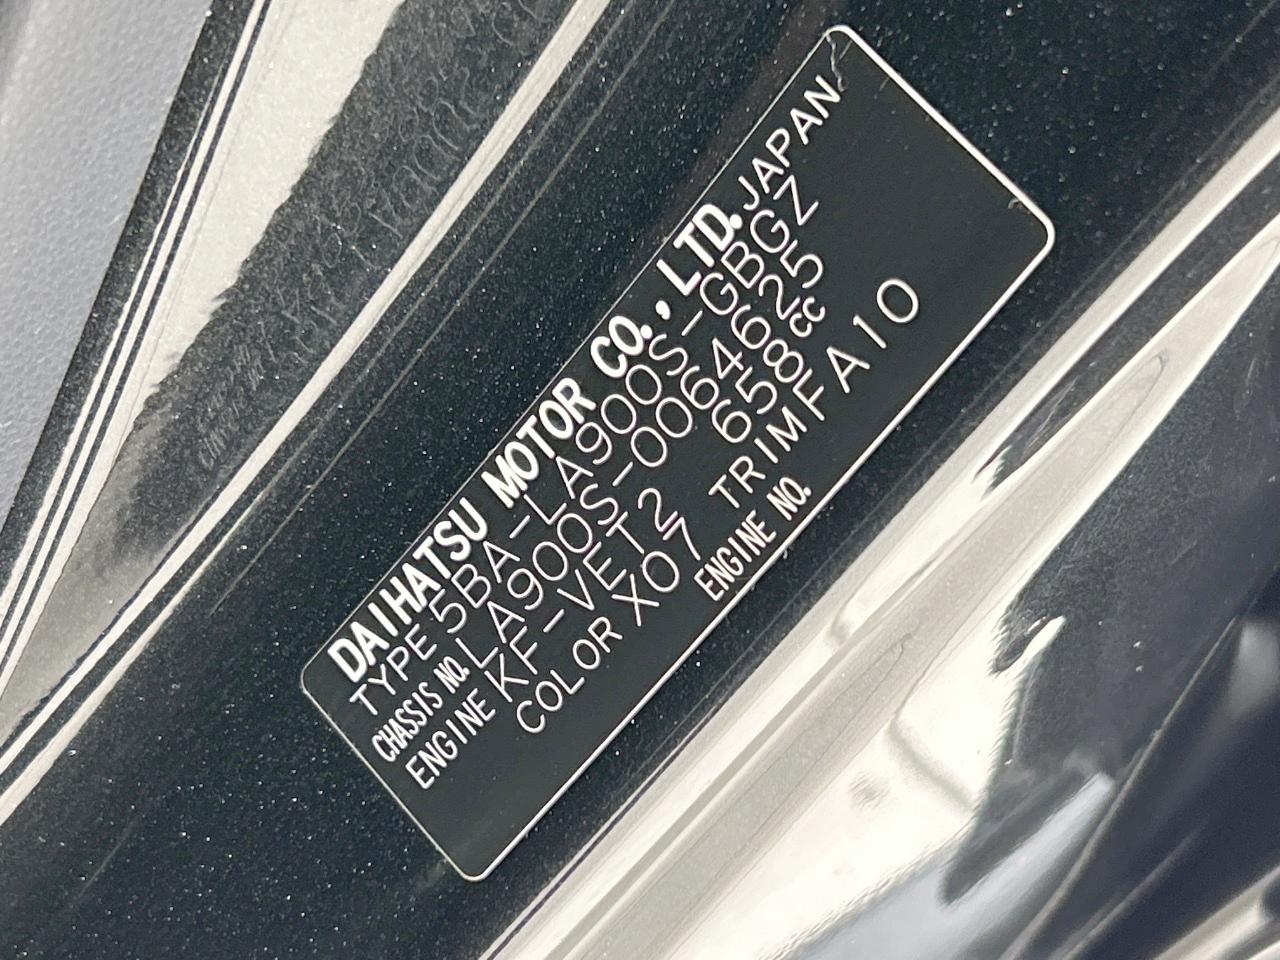 DAIHATSU MOTOR CO., LTD. JAPAN
TYPE 5BA-LA900S-GBGZ
CHASSIS NO. LA900S-0064625
ENGINE KF-VET2 658cc
COLOR X07 TRIM FA10
ENGINE NO.